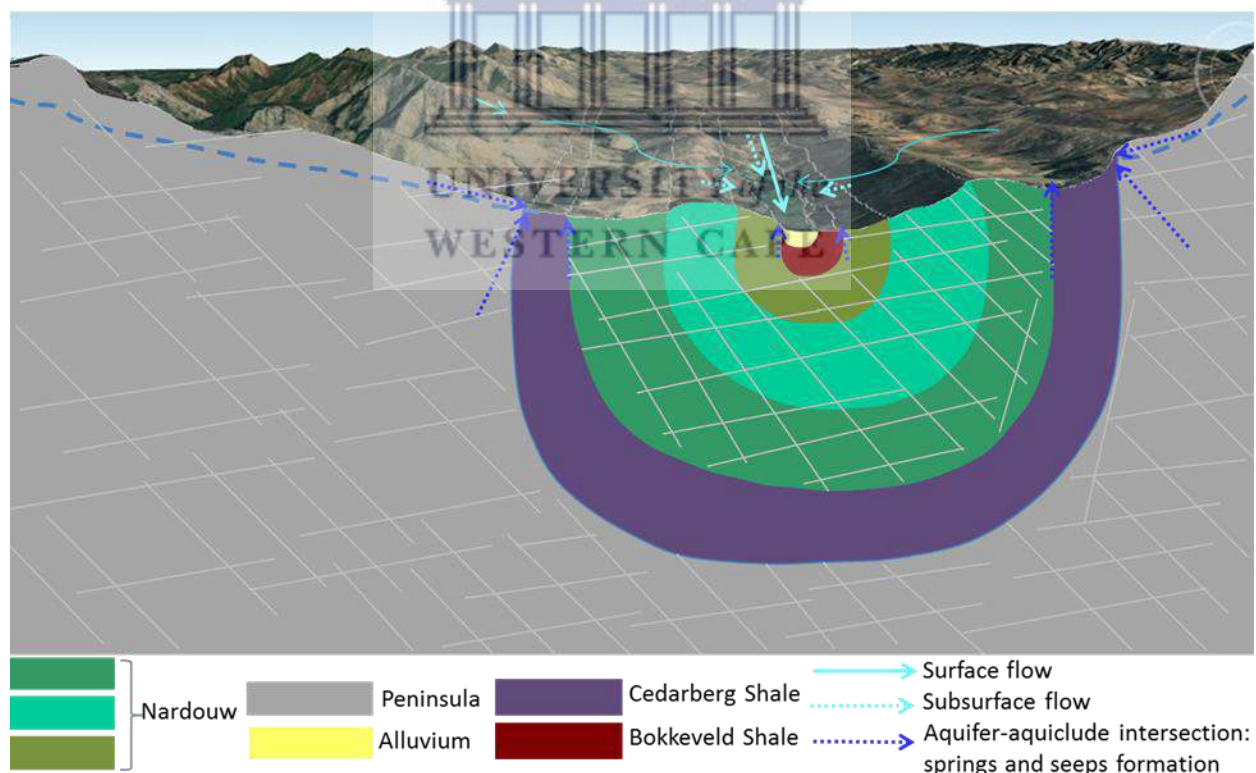 UNIVERSITY of the
WESTERN CAPE
Nardouw
Peninsula
Alluvium
Cedarberg Shale
Bokkeveld Shale
Surface flow
Subsurface flow
Aquifer-aquiclude intersection:
springs and seeps formation